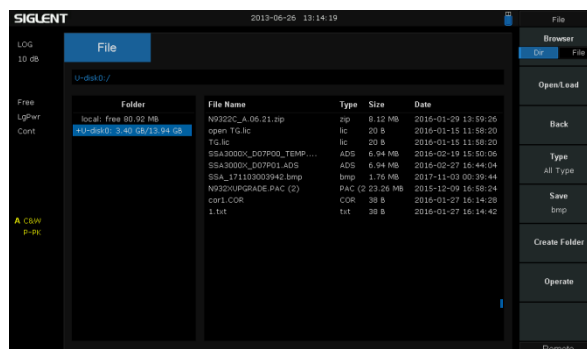 SIGLENT
2013-06-26 13:14:19
File
LOG
10 dB
File
U-disk0:/
Free
LgPwr
Cont
A C&W
P-PK
Folder
local: free 80.92 MB
+U-disk0: 3.40 GB/13.94 GB
File Name Type Size Date
N9322C_A.06.21.zip zip 8.12 MB 2016-01-29 13:59:26
open TG.lic lic 20 B 2016-01-15 11:58:20
TG.lic lic 20 B 2016-01-15 11:58:20
SSA3000X_D07P00_TEMP.... ADS 6.94 MB 2016-02-19 15:50:06
SSA3000X_D07P01.ADS ADS 6.94 MB 2016-02-27 16:44:04
SSA_171103003942.bmp bmp 1.76 MB 2017-11-03 00:39:44
N932XUPGRADE.PAC (2) PAC (2 23.26 MB 2015-12-09 16:58:24
cor1.COR COR 38 B 2016-01-27 16:14:28
1.txt txt 38 B 2016-01-27 16:14:42
Browser
Dir File
Open/Load
Back
Type
All Type
Save
bmp
Create Folder
Operate
Remote